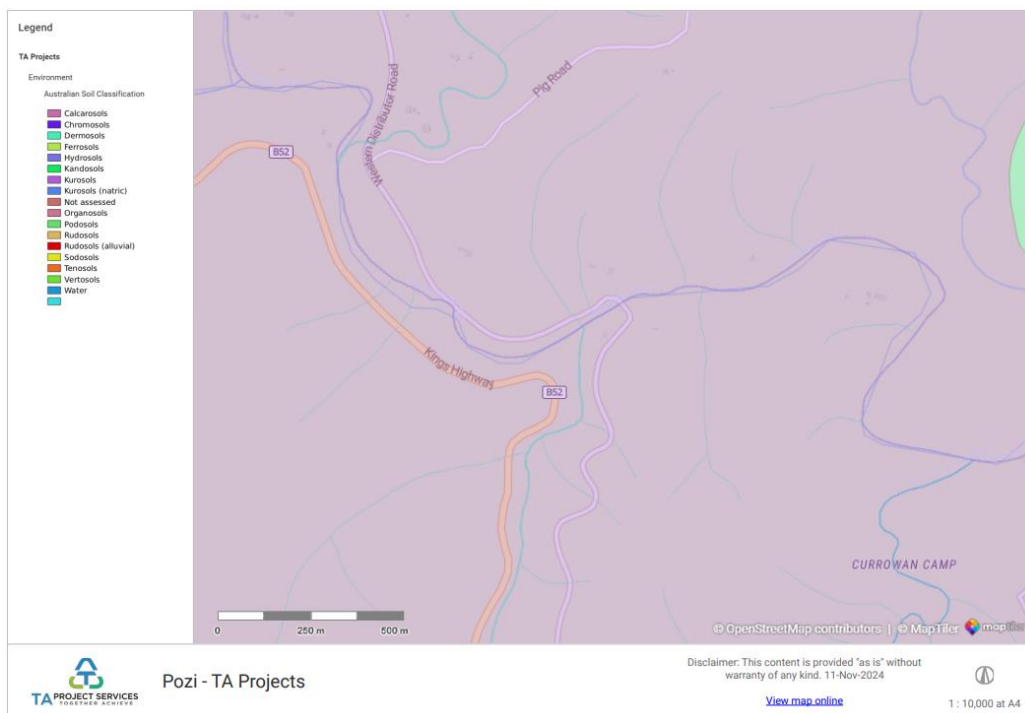 Legend
TA Projects
Environment
Australian Soil Classification
Calcarosols
Chromosols
Dermosols
Ferrosols
Hydrosols
Kandosols
Kurosols
Kurosols (natric)
Not assessed
Organosols
Podosols
Rudosols
Rudosols (alluvial)
Sodosols
Tenosols
Vertosols
Water
Pig Road
Western Distributor Road
B52
Kings Highway
B52
CURROWAN CAMP
0 250 m 500 m
© OpenStreetMap contributors | © MapTiler maptiler
TA PROJECT SERVICES
TOGETHER ACHIEVE
Pozi - TA Projects
Disclaimer: This content is provided "as is" without
warranty of any kind. 11-Nov-2024
View map online
1 : 10,000 at A4